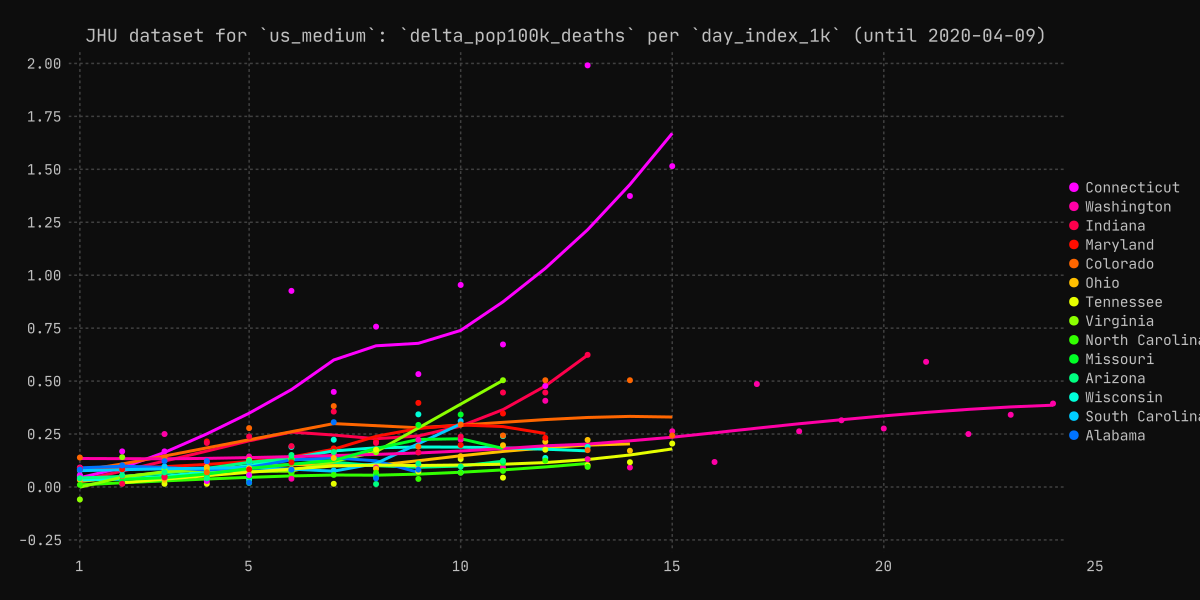 JHU dataset for `us_medium`: `delta_pop100k_deaths` per `day_index_1k` (until 2020-04-09)
2.00
1.75
1.50
1.25
1.00
0.75
0.50
0.25
0.00
-0.25
1 5 10 15 20 25
Connecticut
Washington
Indiana
Maryland
Colorado
Ohio
Tennessee
Virginia
North Carolina
Missouri
Arizona
Wisconsin
South Carolina
Alabama